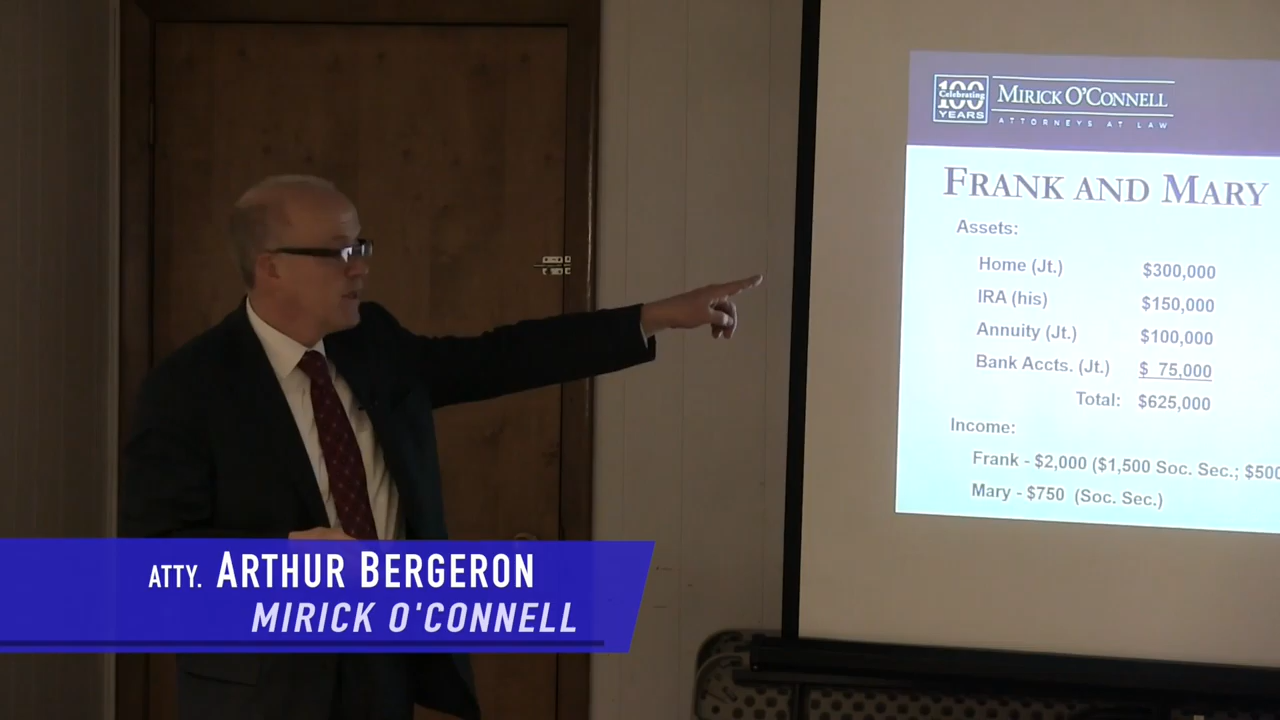 Celebrating
100
YEARS
MIRICK O'CONNELL
ATTORNEYS AT LAW
FRANK AND MARY
Assets:
Home (Jt.) $300,000
IRA (his) $150,000
Annuity (Jt.) $100,000
Bank Accts. (Jt.) $ 75,000
Total: $625,000
Income:
Frank - $2,000 ($1,500 Soc. Sec.; $500
Mary - $750 (Soc. Sec.)
ATTY. ARTHUR BERGERON
MIRICK O'CONNELL